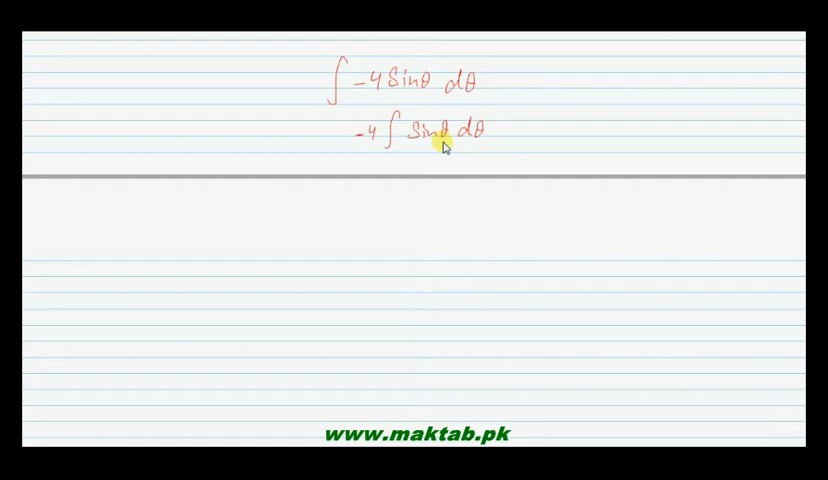 ∫ -4 Sinθ dθ
-4 ∫ Sinθ dθ
www.maktab.pk